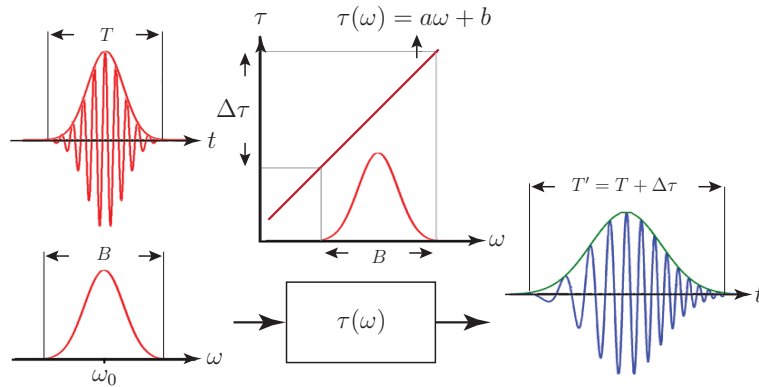 T
t
B
ω
ω₀
τ
τ(ω) = aω + b
Δτ
B
ω
τ(ω)
T′ = T + Δτ
t